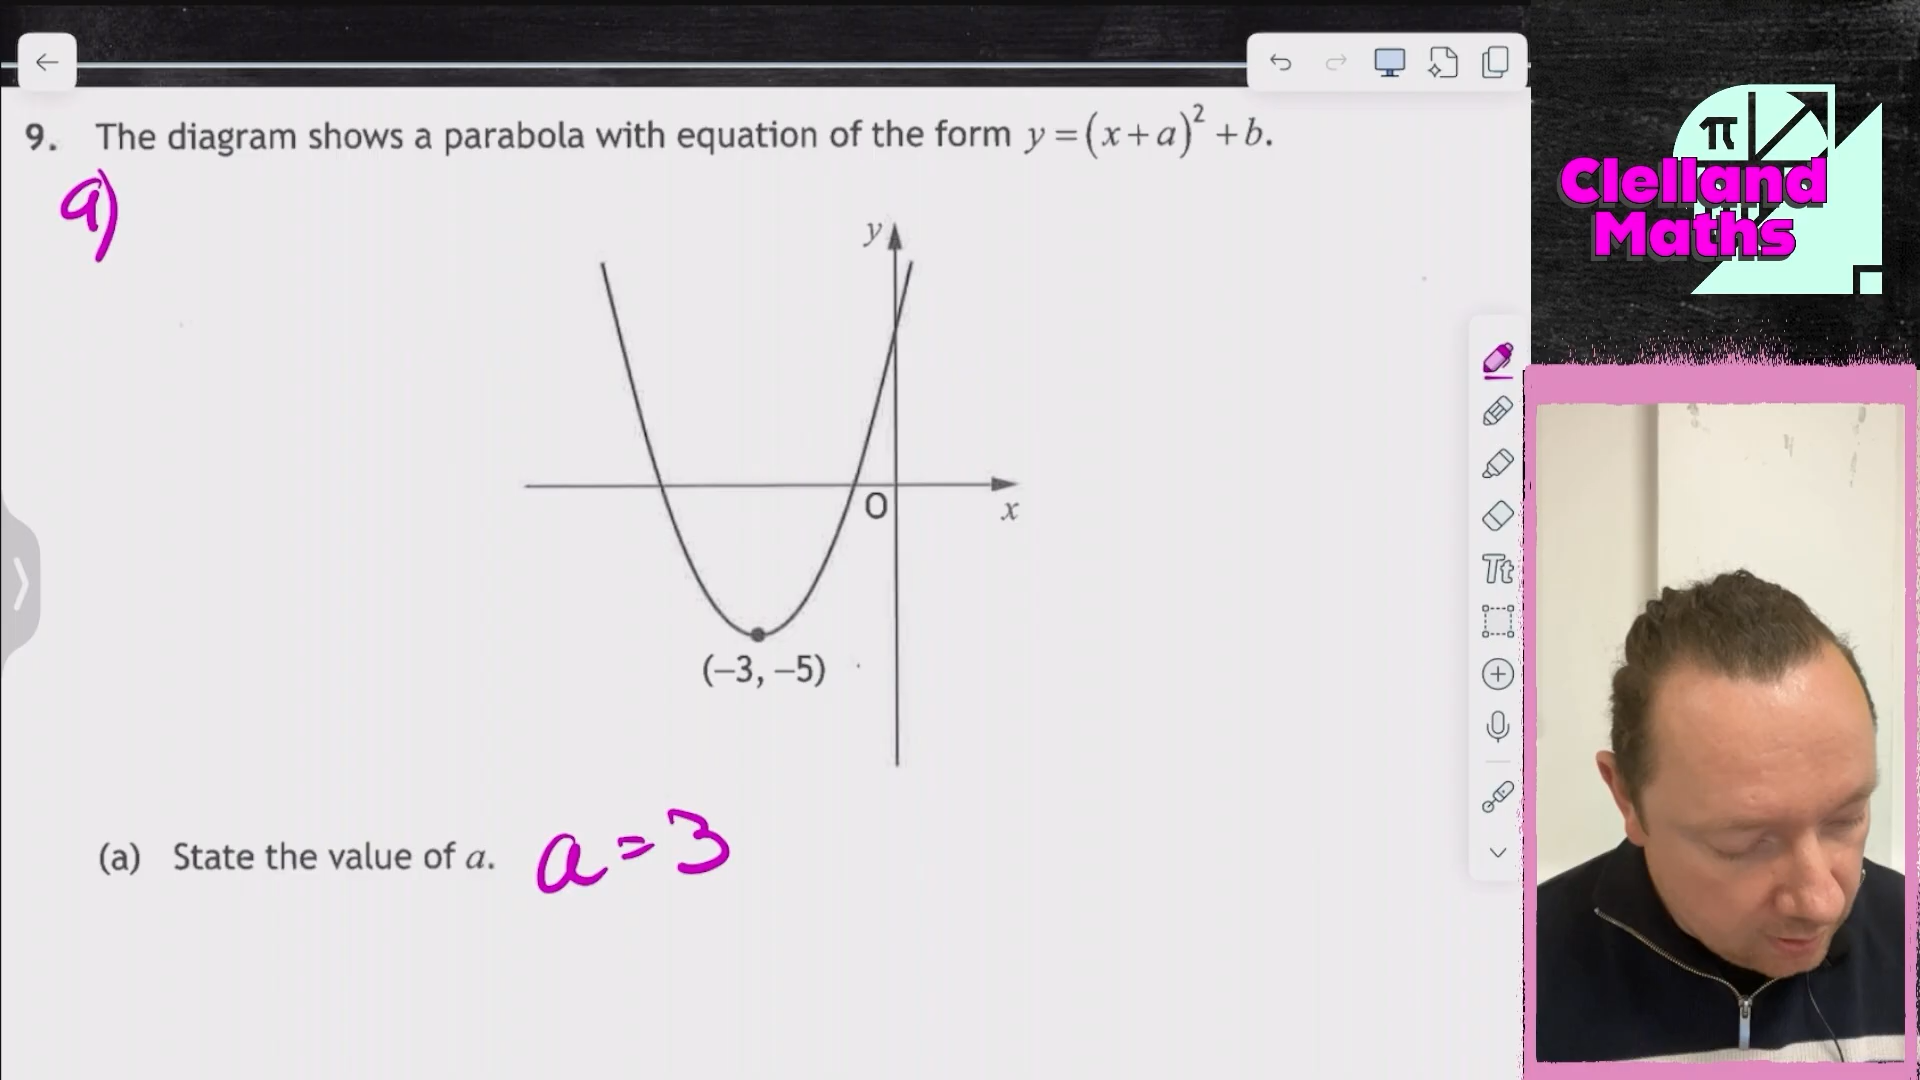 9. The diagram shows a parabola with equation of the form y = (x + a)² + b.
a)
y
O
x
(−3, −5)
(a) State the value of a. a = 3
π
Clelland
Maths
Tt